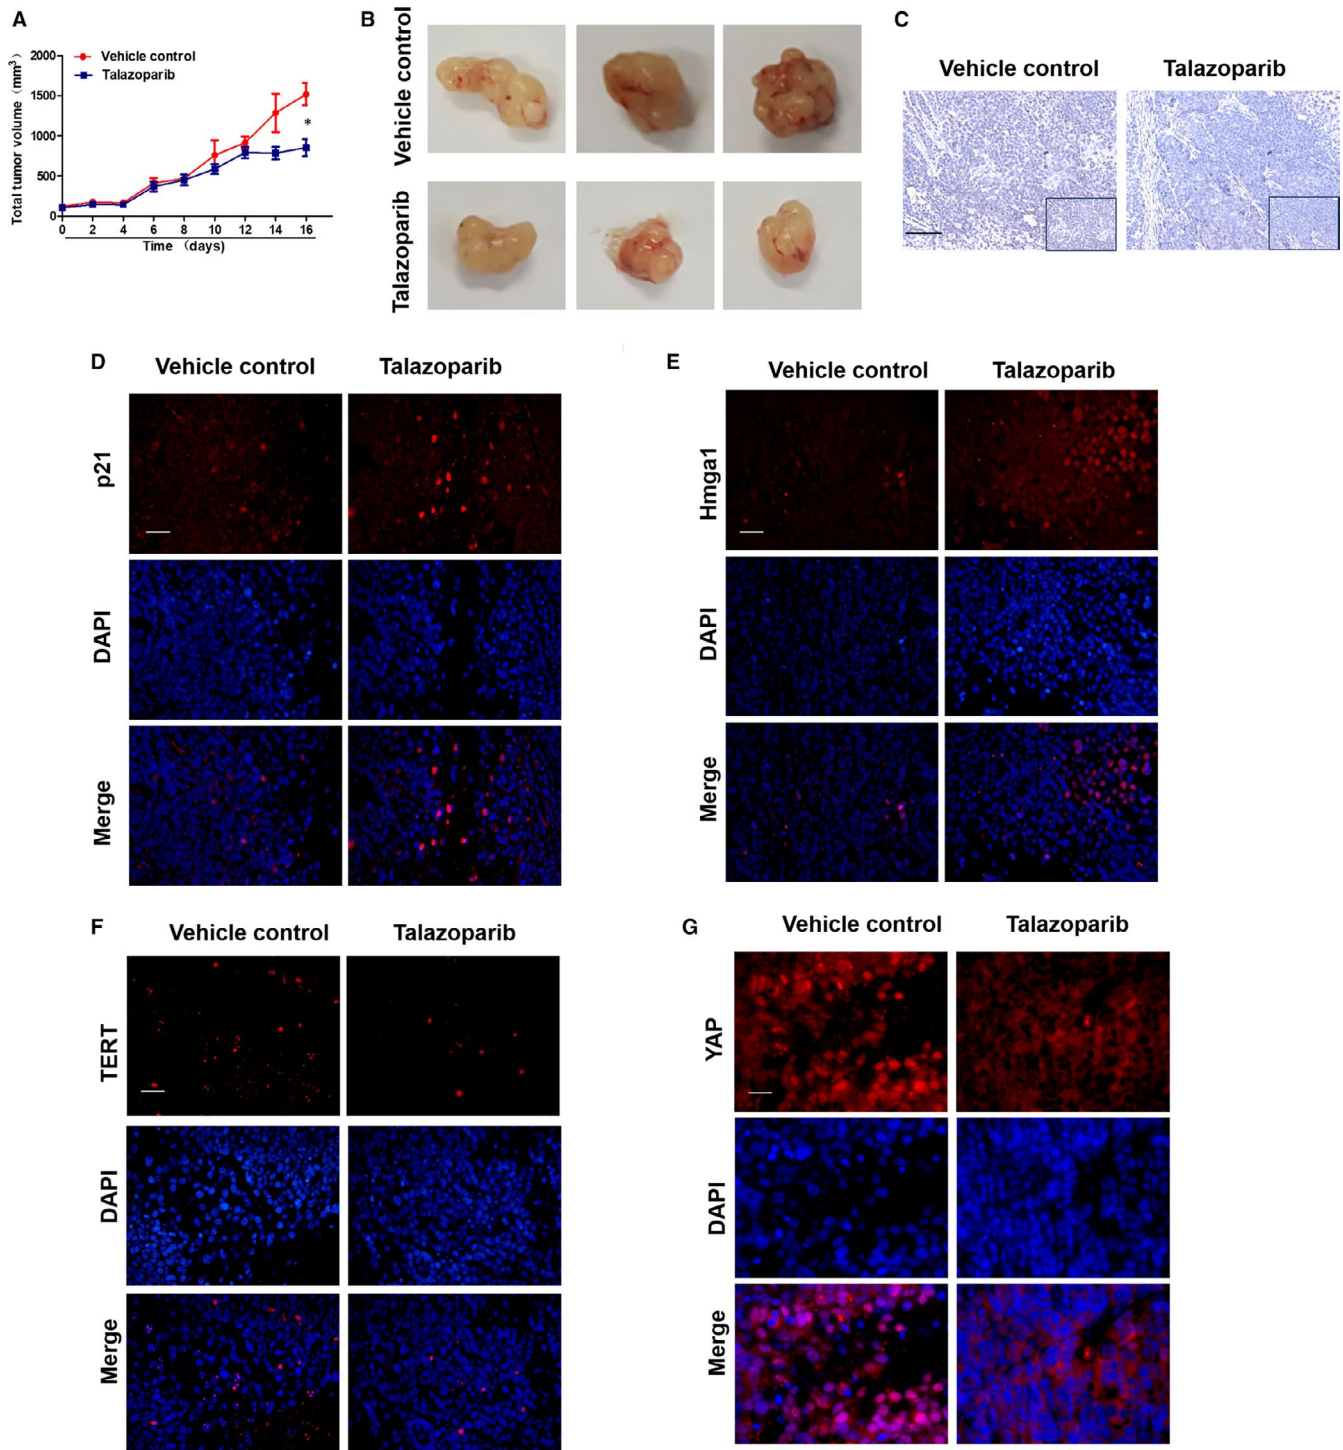 A
Total tumor volume (mm³)
2000
1500
1000
500
0
Vehicle control
Talazoparib
*
0 2 4 6 8 10 12 14 16
Time (days)
B
Vehicle control
Talazoparib
C
Vehicle control Talazoparib
D
Vehicle control Talazoparib
p21
DAPI
Merge
E
Vehicle control Talazoparib
Hmga1
DAPI
Merge
F
Vehicle control Talazoparib
TERT
DAPI
Merge
G
Vehicle control Talazoparib
YAP
DAPI
Merge